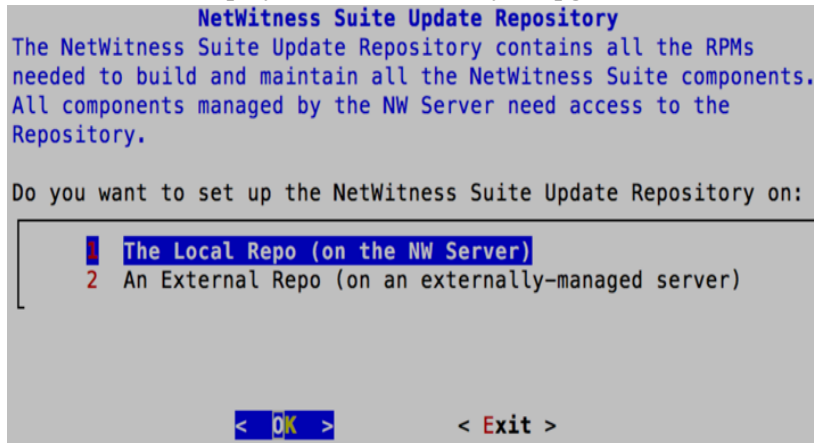 NetWitness Suite Update Repository
The NetWitness Suite Update Repository contains all the RPMs
needed to build and maintain all the NetWitness Suite components.
All components managed by the NW Server need access to the
Repository.
Do you want to set up the NetWitness Suite Update Repository on:
1 The Local Repo (on the NW Server)
2 An External Repo (on an externally-managed server)
< OK > < Exit >